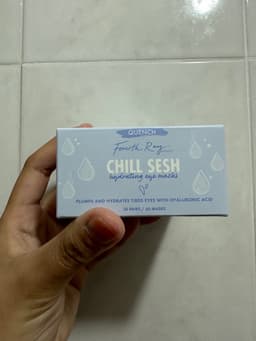 QUENCH
Fourth Ray
CHILL SESH
hydrating eye masks
PLUMPS AND HYDRATES TIRED EYES WITH HYALURONIC ACID